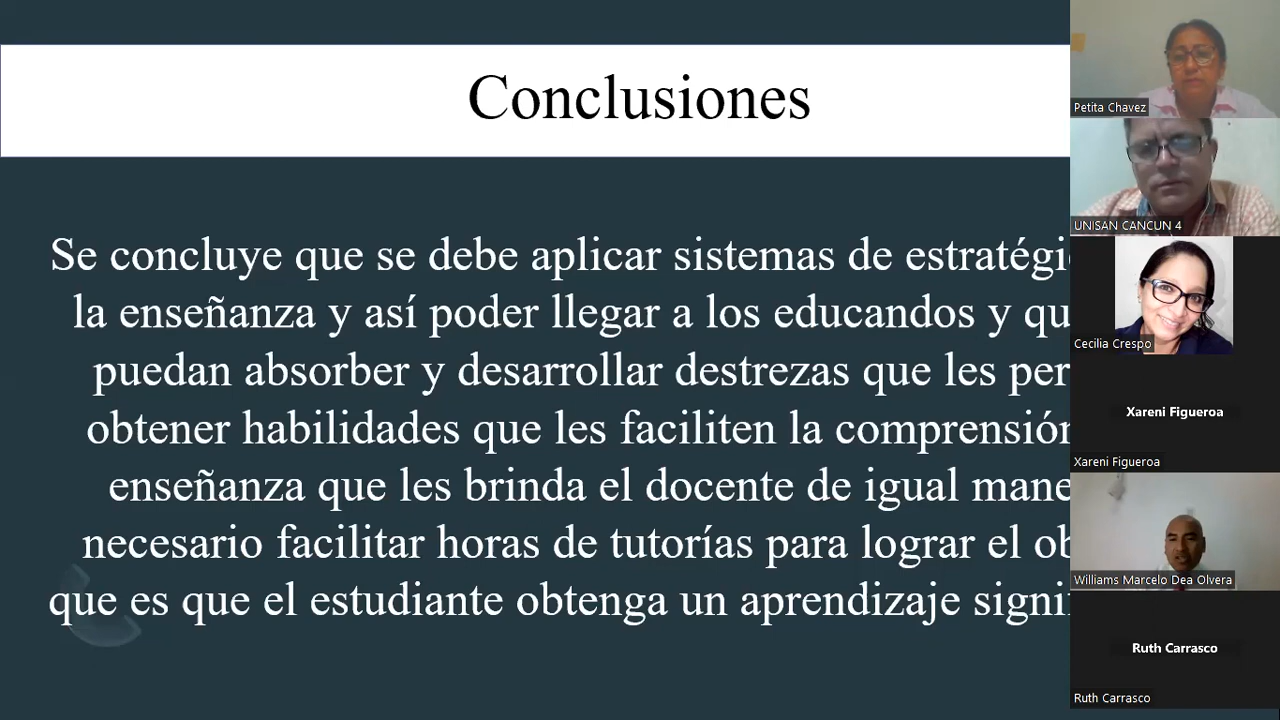 Conclusiones
Se concluye que se debe aplicar sistemas de
la enseñanza y así poder llegar a los educandos y
puedan absorber y desarrollar destrezas que les
obtener habilidades que les faciliten la
enseñanza que les brinda el docente de igual
necesario facilitar horas de tutorías para lograr el
que es que el estudiante obtenga un aprendizaje
Petita Chavez
UNISAN CANCUN 4
Cecilia Crespo
Xareni Figueroa
Xareni Figueroa
Williams Marcelo Dea Olvera
Ruth Carrasco
Ruth Carrasco